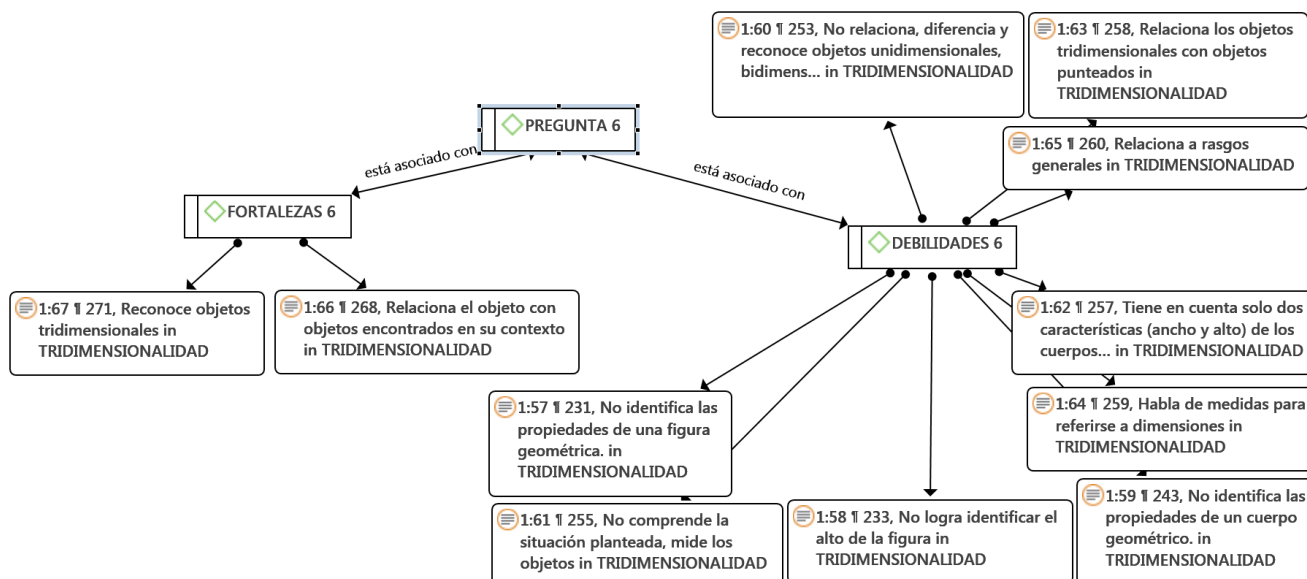 1:60 ¶ 253, No relaciona, diferencia y
reconoce objetos unidimensionales,
bidimens... in TRIDIMENSIONALIDAD
1:63 ¶ 258, Relaciona los objetos
tridimensionales con objetos
punteados in
TRIDIMENSIONALIDAD
PREGUNTA 6
1:65 ¶ 260, Relaciona a rasgos
generales in TRIDIMENSIONALIDAD
está asociado con
está asociado con
FORTALEZAS 6
DEBILIDADES 6
1:67 ¶ 271, Reconoce objetos
tridimensionales in
TRIDIMENSIONALIDAD
1:66 ¶ 268, Relaciona el objeto con
objetos encontrados en su contexto
in TRIDIMENSIONALIDAD
1:62 ¶ 257, Tiene en cuenta solo dos
características (ancho y alto) de los
cuerpos... in TRIDIMENSIONALIDAD
1:57 ¶ 231, No identifica las
propiedades de una figura
geométrica. in
TRIDIMENSIONALIDAD
1:64 ¶ 259, Habla de medidas para
referirse a dimensiones in
TRIDIMENSIONALIDAD
1:61 ¶ 255, No comprende la
situación planteada, mide los
objetos in TRIDIMENSIONALIDAD
1:58 ¶ 233, No logra identificar el
alto de la figura in
TRIDIMENSIONALIDAD
1:59 ¶ 243, No identifica las
propiedades de un cuerpo
geométrico. in
TRIDIMENSIONALIDAD